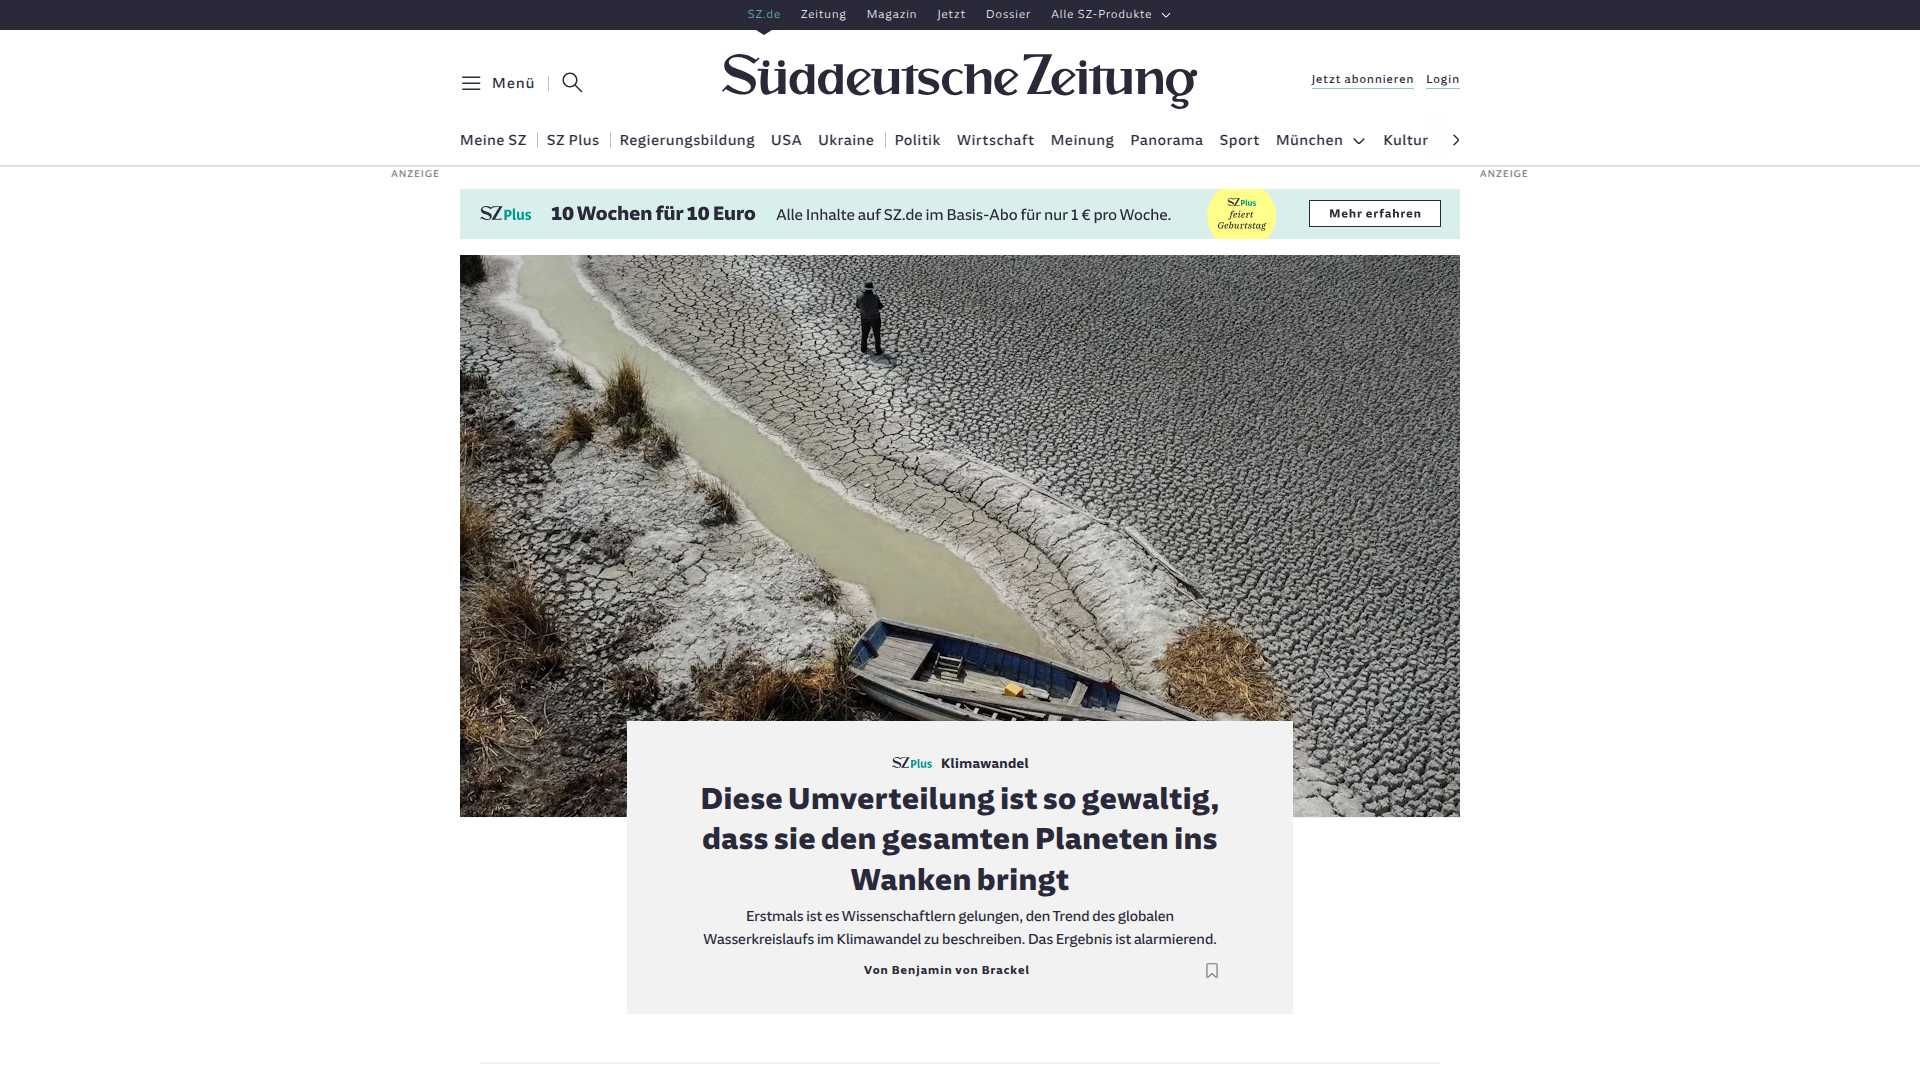 SZ.de Zeitung Magazin Jetzt Dossier Alle SZ-Produkte
Menü
Süddeutsche Zeitung
Jetzt abonnieren Login
Meine SZ SZ Plus Regierungsbildung USA Ukraine Politik Wirtschaft Meinung Panorama Sport München Kultur
ANZEIGE
ANZEIGE
SZ Plus 10 Wochen für 10 Euro Alle Inhalte auf SZ.de im Basis-Abo für nur 1 € pro Woche.
SZ Plus
feiert
Geburtstag
Mehr erfahren
SZ Plus Klimawandel
Diese Umverteilung ist so gewaltig,
dass sie den gesamten Planeten ins
Wanken bringt
Erstmals ist es Wissenschaftlern gelungen, den Trend des globalen
Wasserkreislaufs im Klimawandel zu beschreiben. Das Ergebnis ist alarmierend.
Von Benjamin von Brackel